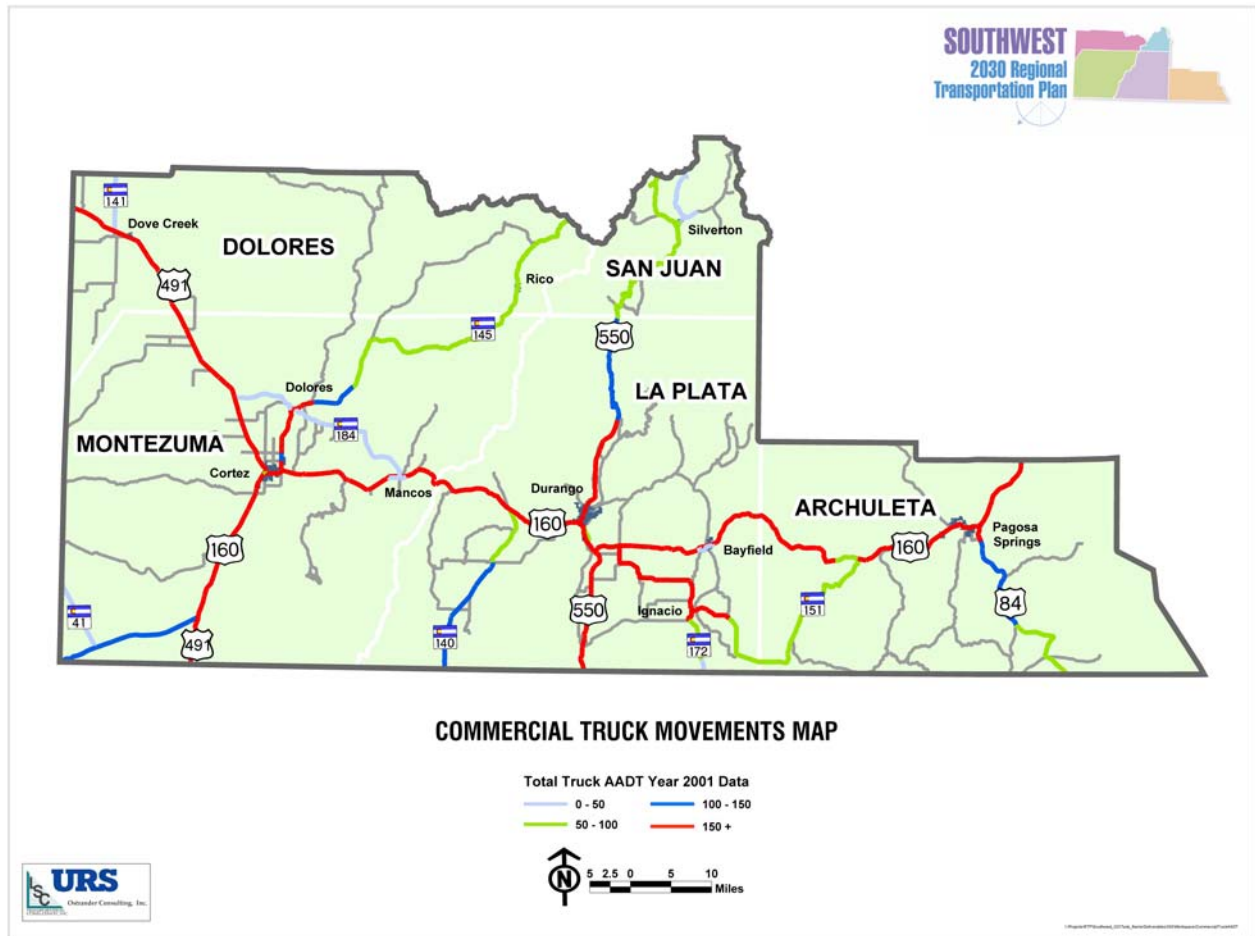 SOUTHWEST
2030 Regional
Transportation Plan
141
Dove Creek
DOLORES
491
SAN JUAN
Silverton
Rico
145
550
Dolores
LA PLATA
184
MONTEZUMA
Cortez
Mancos
Durango
160
ARCHULETA
160
Pagosa
Springs
160
Bayfield
41
491
140
550
Ignacio
172
151
84
COMMERCIAL TRUCK MOVEMENTS MAP
Total Truck AADT Year 2001 Data
0 - 50
100 - 150
50 - 100
150 +
N
5 2.5 0 5 10
Miles
LSC
URS
Ostrander Consulting, Inc.